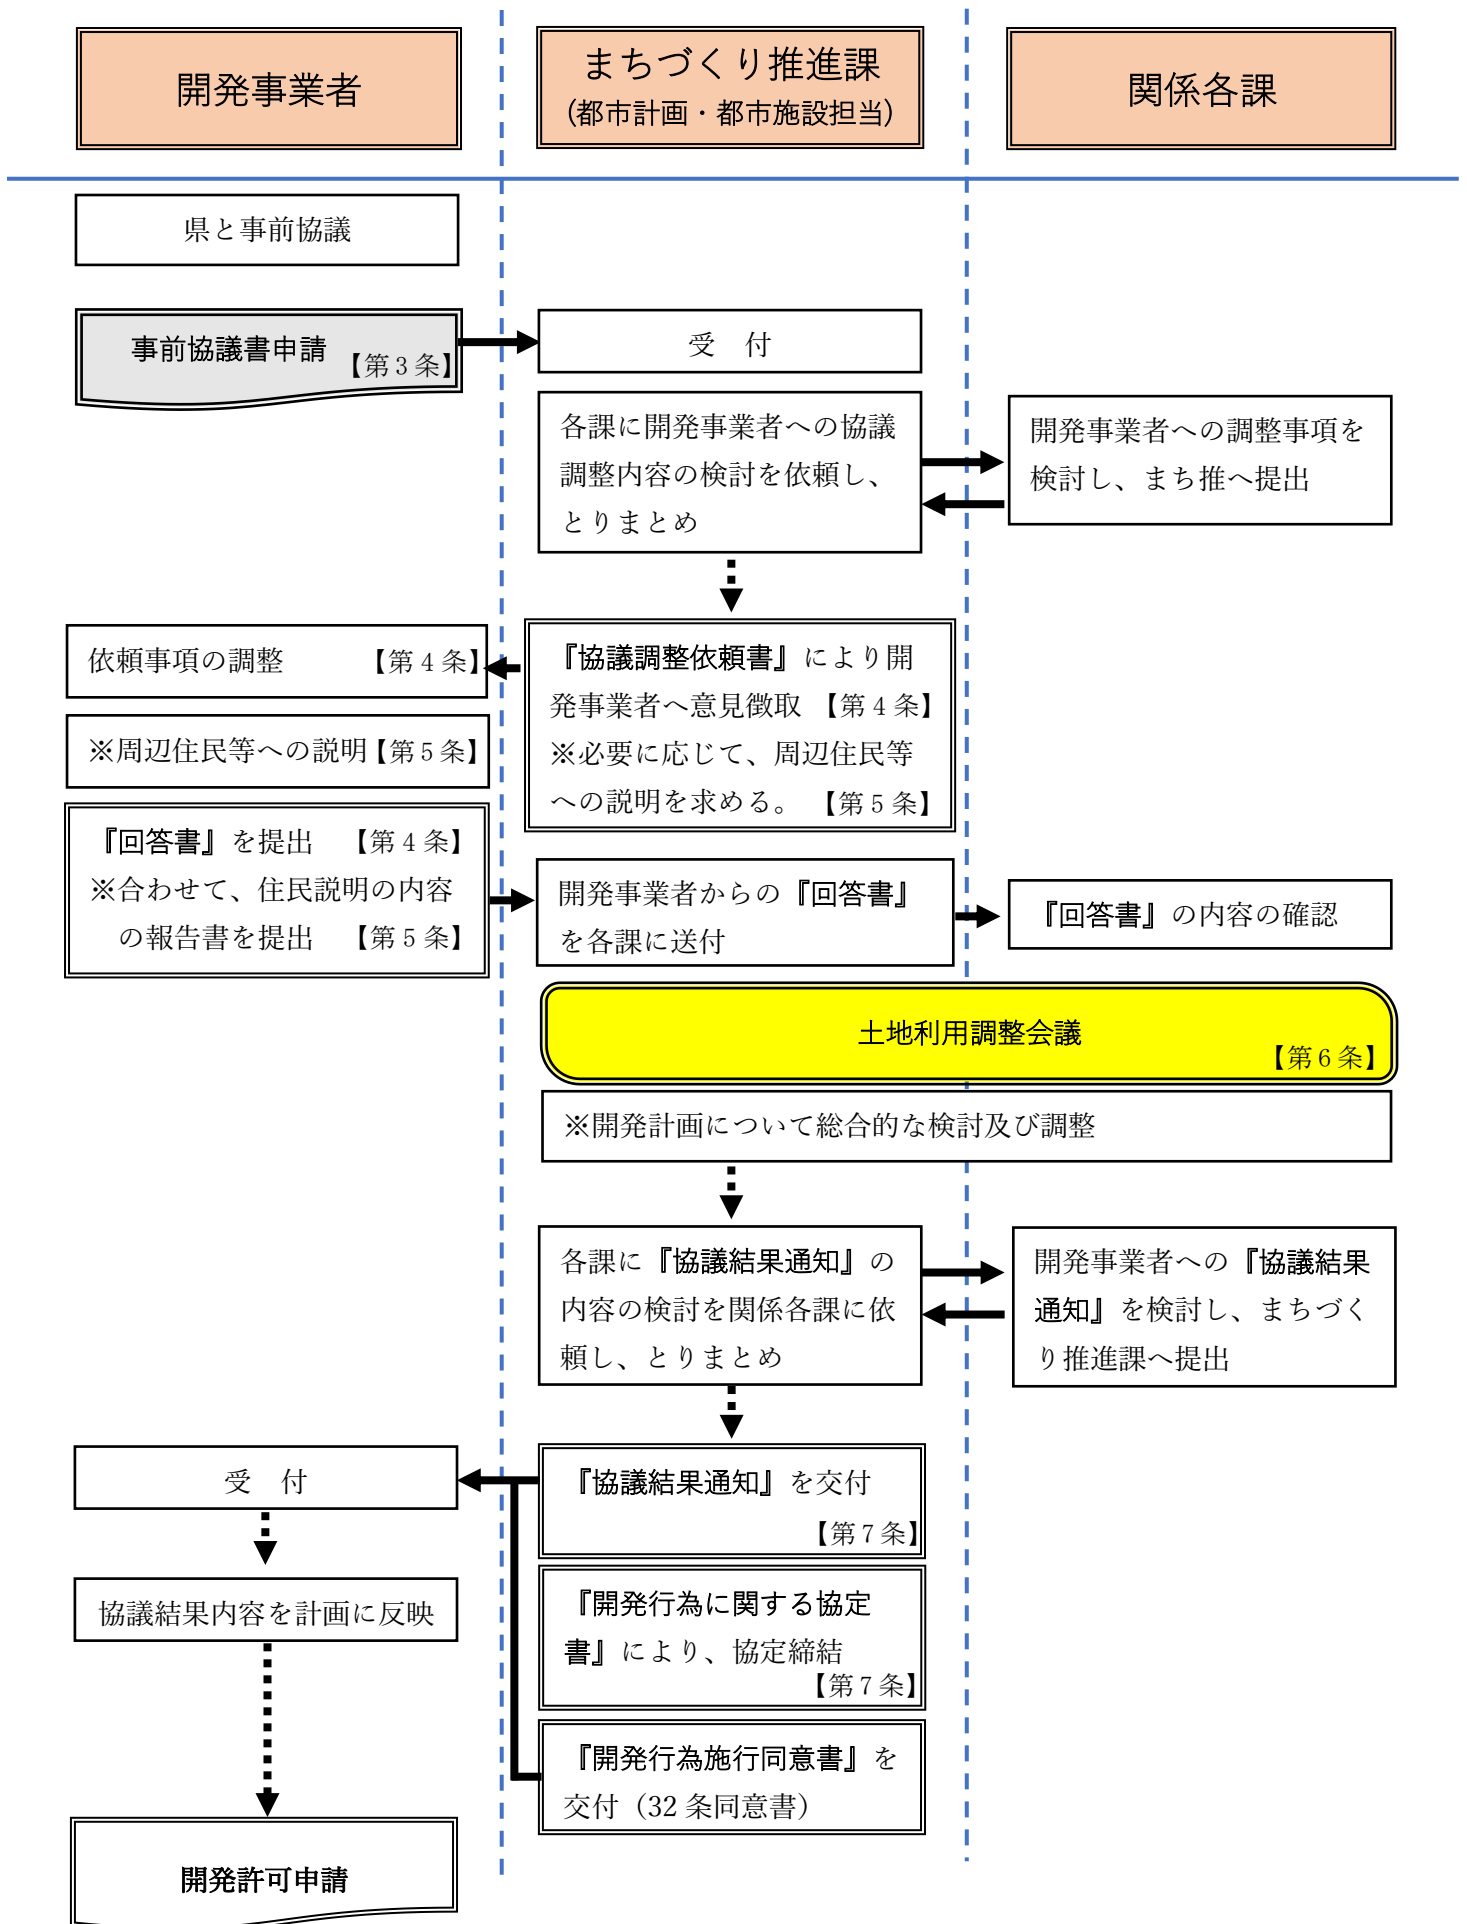 開発事業者
まちづくり推進課
(都市計画・都市施設担当)
関係各課
県と事前協議
事前協議書申請
【第3条】
受　付
各課に開発事業者への協議
調整内容の検討を依頼し、
とりまとめ
開発事業者への調整事項を
検討し、まち推へ提出
『協議調整依頼書』により開
発事業者へ意見徴取 【第4条】
※必要に応じて、周辺住民等
への説明を求める。 【第5条】
依頼事項の調整　　　【第4条】
※周辺住民等への説明【第5条】
『回答書』を提出　【第4条】
※合わせて、住民説明の内容
の報告書を提出　【第5条】
開発事業者からの『回答書』
を各課に送付
『回答書』の内容の確認
土地利用調整会議
【第6条】
※開発計画について総合的な検討及び調整
各課に『協議結果通知』の
内容の検討を関係各課に依
頼し、とりまとめ
開発事業者への『協議結果
通知』を検討し、まちづく
り推進課へ提出
『協議結果通知』を交付
【第7条】
受　付
協議結果内容を計画に反映
『開発行為に関する協定
書』により、協定締結
【第7条】
『開発行為施行同意書』を
交付（32条同意書）
開発許可申請